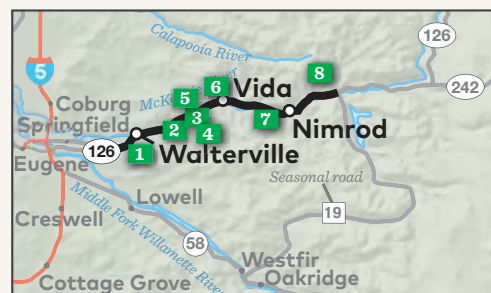 126
Calapooia River
5
8
6
Vida
242
McKenzie River
5
Coburg
3
7
Springfield
2
4
Nimrod
126
1
Walterville
Eugene
Seasonal road
Middle Fork Willamette River
Lowell
19
Creswell
58
Westfir
Oakridge
Cottage Grove